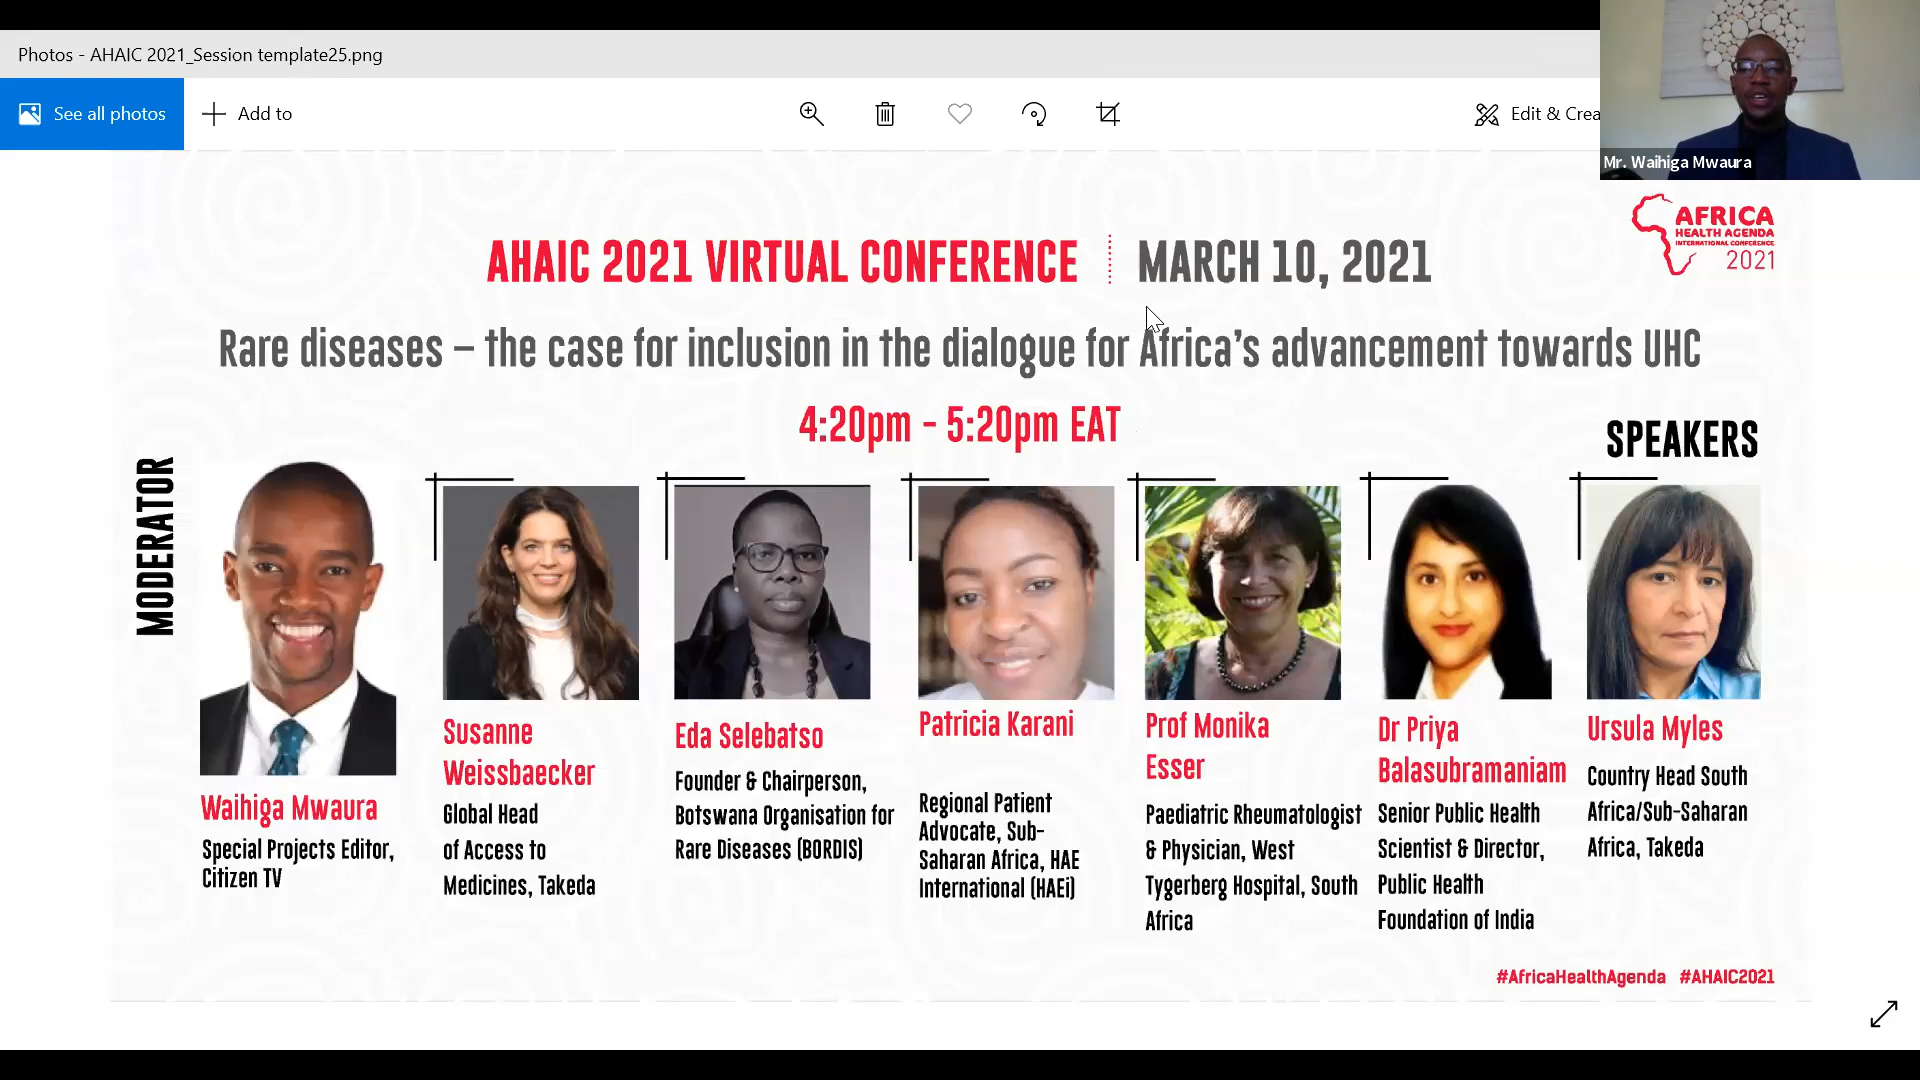 Photos - AHAIC 2021_Session template25.png
See all photos
Add to
Edit & Crea
Mr. Waihiga Mwaura
AFRICA
HEALTH AGENDA
INTERNATIONAL CONFERENCE
2021
AHAIC 2021 VIRTUAL CONFERENCE
MARCH 10, 2021
Rare diseases – the case for inclusion in the dialogue for Africa’s advancement towards UHC
4:20pm - 5:20pm EAT
SPEAKERS
MODERATOR
Waihiga Mwaura
Special Projects Editor,
Citizen TV
Susanne
Weissbaecker
Global Head
of Access to
Medicines, Takeda
Eda Selebatso
Founder & Chairperson,
Botswana Organisation for
Rare Diseases (BORDIS)
Patricia Karani
Regional Patient
Advocate, Sub-
Saharan Africa, HAE
International (HAEi)
Prof Monika
Esser
Paediatric Rheumatologist
& Physician, West
Tygerberg Hospital, South
Africa
Dr Priya
Balasubramaniam
Senior Public Health
Scientist & Director,
Public Health
Foundation of India
Ursula Myles
Country Head South
Africa/Sub-Saharan
Africa, Takeda
#AfricaHealthAgenda #AHAIC2021